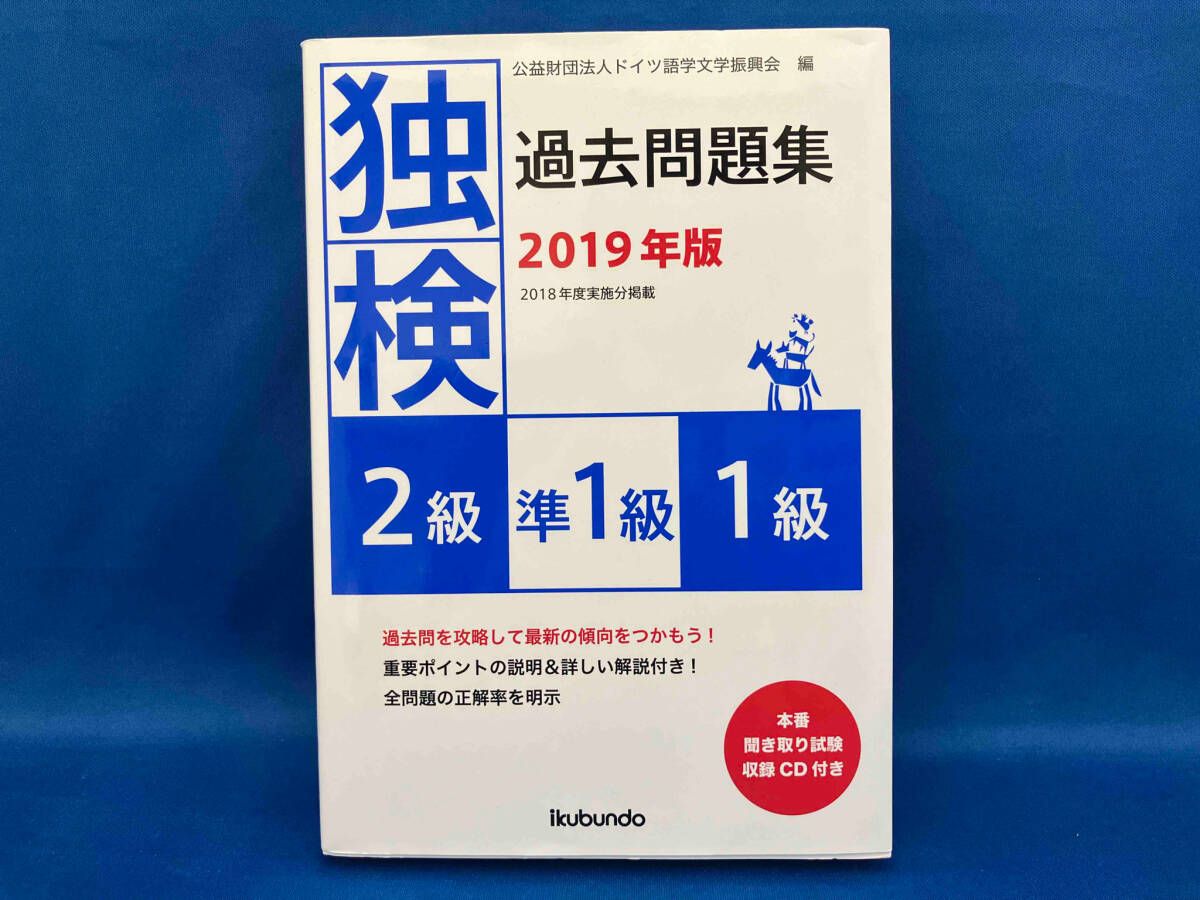 公益財団法人ドイツ語学文学振興会 編
独検
過去問題集
2019年版
2018年度実施分掲載
2級
準1級
1級
過去問を攻略して最新の傾向をつかもう!
重要ポイントの説明&詳しい解説付き!
全問題の正解率を明示
本番
聞き取り試験
収録CD付き
ikubundo